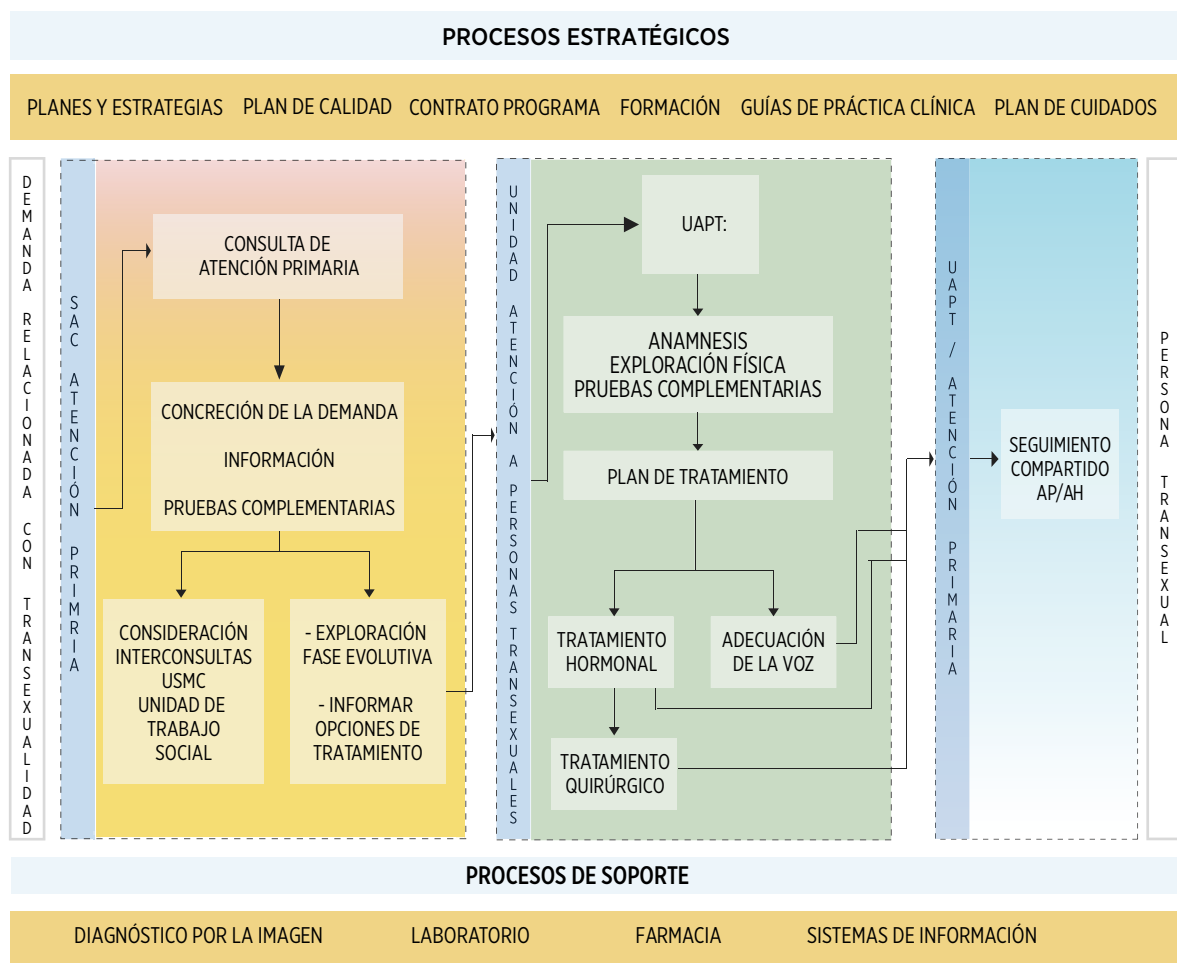 PROCESOS ESTRATÉGICOS
PLANES Y ESTRATEGIAS PLAN DE CALIDAD CONTRATO PROGRAMA FORMACIÓN GUÍAS DE PRÁCTICA CLÍNICA PLAN DE CUIDADOS
DEMANDA RELACIONADA CON TRANSEXUALIDAD
SAC ATENCIÓN PRIMRIA
CONSULTA DE
ATENCIÓN PRIMARIA
CONCRECIÓN DE LA DEMANDA
INFORMACIÓN
PRUEBAS COMPLEMENTARIAS
CONSIDERACIÓN
INTERCONSULTAS
USMC
UNIDAD DE
TRABAJO
SOCIAL
- EXPLORACIÓN
FASE EVOLUTIVA
- INFORMAR
OPCIONES DE
TRATAMIENTO
UNIDAD ATENCIÓN A PERSONAS TRANSEXUALES
UAPT:
ANAMNESIS
EXPLORACIÓN FÍSICA
PRUEBAS COMPLEMENTARIAS
PLAN DE TRATAMIENTO
TRATAMIENTO
HORMONAL
ADECUACIÓN
DE LA VOZ
TRATAMIENTO
QUIRÚRGICO
UAPT / ATENCIÓN PRIMARIA
SEGUIMIENTO
COMPARTIDO
AP/AH
PERSONA TRANSEXUAL
PROCESOS DE SOPORTE
DIAGNÓSTICO POR LA IMAGEN LABORATORIO FARMACIA SISTEMAS DE INFORMACIÓN